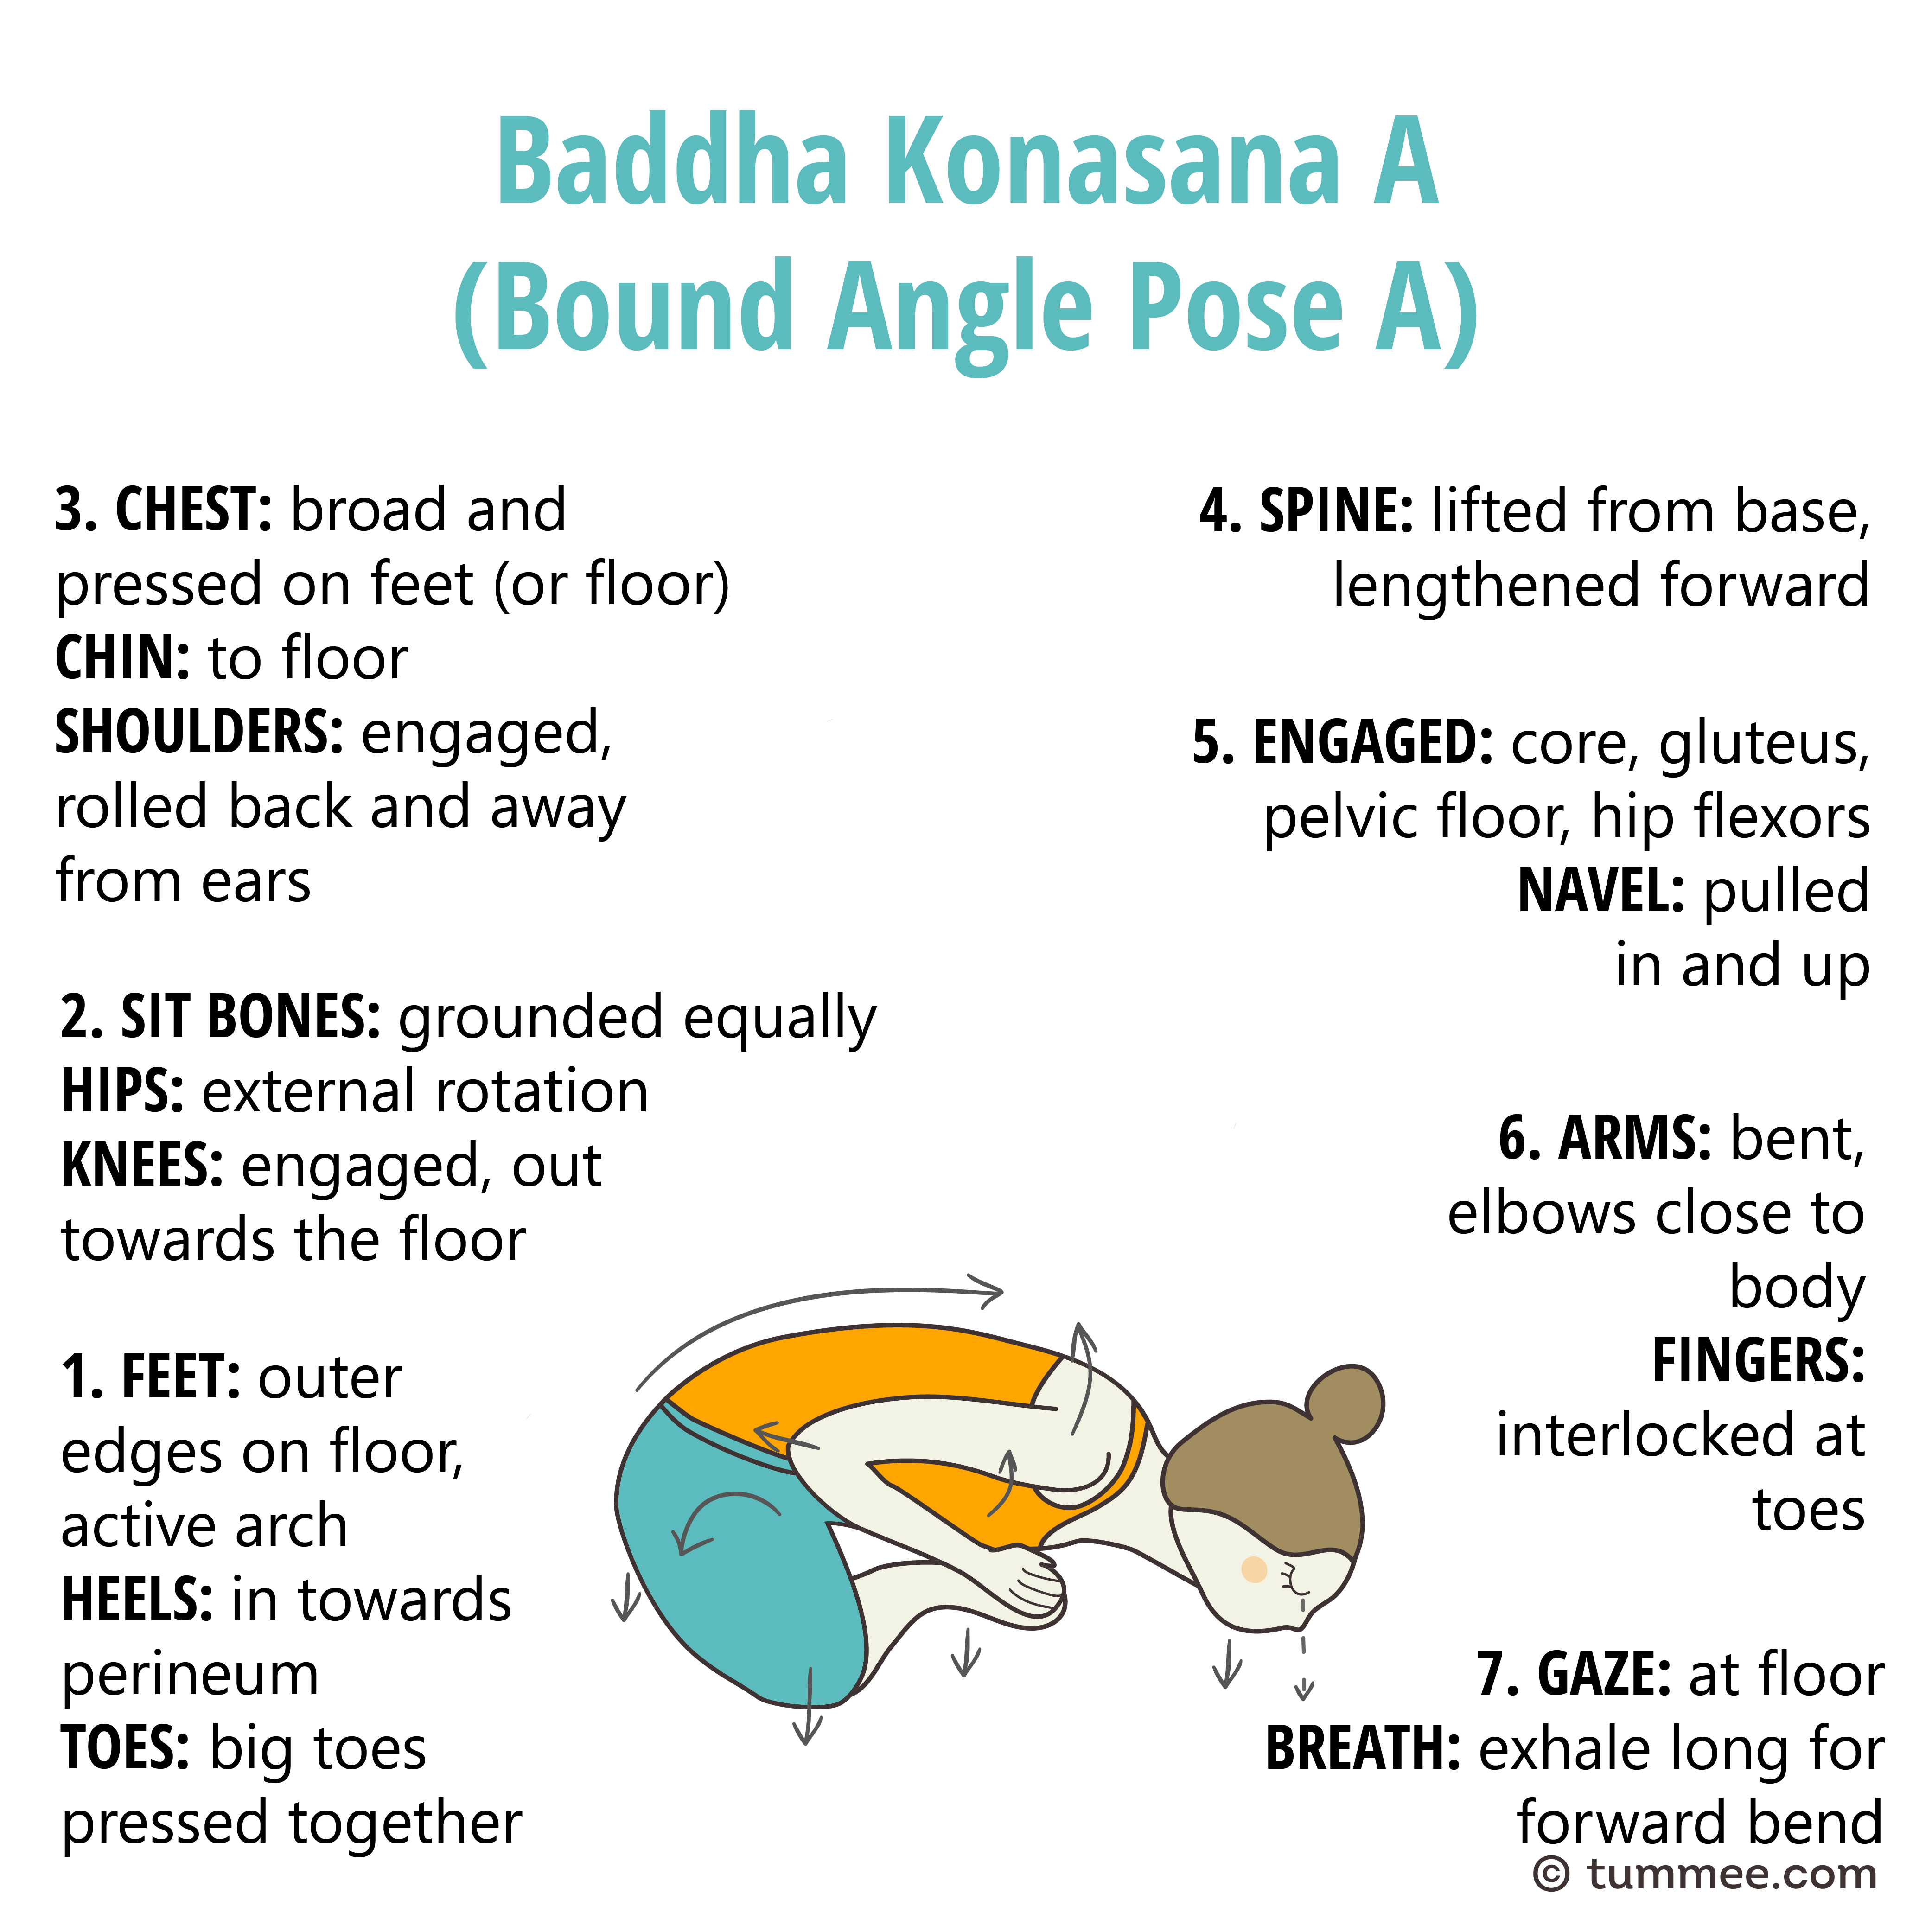 Baddha Konasana A
(Bound Angle Pose A)
3. CHEST: broad and
pressed on feet (or floor)
CHIN: to floor
SHOULDERS: engaged,
rolled back and away
from ears
2. SIT BONES: grounded equally
HIPS: external rotation
KNEES: engaged, out
towards the floor
1. FEET: outer
edges on floor,
active arch
HEELS: in towards
perineum
TOES: big toes
pressed together
4. SPINE: lifted from base,
lengthened forward
5. ENGAGED: core, gluteus,
pelvic floor, hip flexors
NAVEL: pulled
in and up
6. ARMS: bent,
elbows close to
body
FINGERS:
interlocked at
toes
7. GAZE: at floor
BREATH: exhale long for
forward bend
© tummee.com